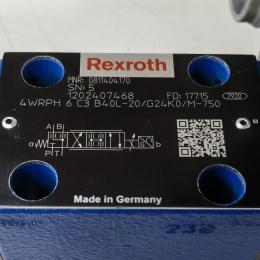 Rexroth
MNR: 0811404170
SN: 5
1202407468 FD: 17715 7920
4WRPH 6 C3 B40L-20/G24K0/M-750
A B
a
b
P T
Made in Germany